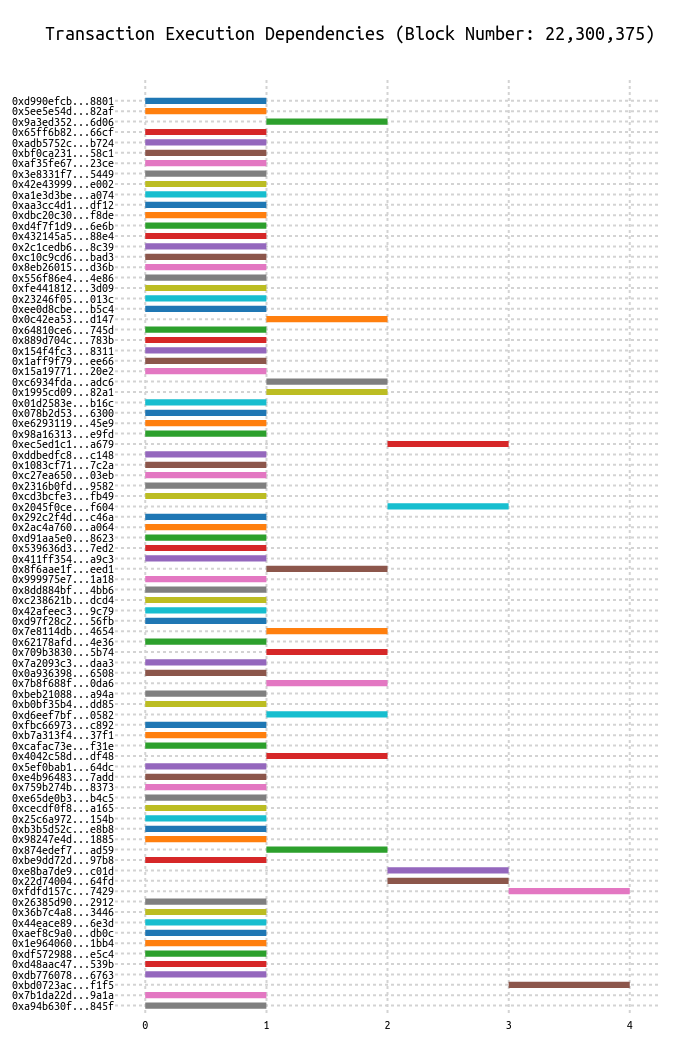 Transaction Execution Dependencies (Block Number: 22,300,375)
0xd990efcb...8801
0x5ee5e54d...82af
0x9a3ed352...6d06
0x65ff6b82...66cf
0xadb5752c...b724
0xbf0ca231...58c1
0xaf35fe67...23ce
0x3e8331f7...5449
0x42e43999...e002
0xa1e3d3be...a074
0xaa3cc4d1...df12
0xdbc20c30...f8de
0xd4f7f1d9...6e6b
0x432145a5...88e4
0x2c1cedb6...8c39
0xc10c9cd6...bad3
0x8eb26015...d36b
0x556f86e4...4e86
0xfe441812...3d09
0x23246f05...013c
0xee0d8cbe...b5c4
0x0c42ea53...d147
0x64810ce6...745d
0x889d704c...783b
0x154f4fc3...8311
0x1aff9f79...ee66
0x15a19771...20e2
0xc6934fda...adc6
0x1995cd09...82a1
0x01d2583e...b16c
0x078b2d53...6300
0xe6293119...45e9
0x98a16313...e9fd
0xec5ed1c1...a679
0xddbedfc8...c148
0x1083cf71...7c2a
0xc27ea650...03eb
0x2316b0fd...9582
0xcd3bcfe3...fb49
0x2045f0ce...f604
0x292c2f4d...c46a
0x2ac4a760...a064
0xd91aa5e0...8623
0x539636d3...7ed2
0x411ff354...a9c3
0x8f6aae1f...eed1
0x999975e7...1a18
0x8dd884bf...4bb6
0xc238621b...dcd4
0x42afeec3...9c79
0xd97f28c2...56fb
0x7e8114db...4654
0x62178afd...4e36
0x709b3830...5b74
0x7a2093c3...daa3
0x0a936398...6508
0x7b8f688f...0da6
0xbeb21088...a94a
0xb0bf35b4...dd85
0xd6eef7bf...0582
0xfbc66973...c892
0xb7a313f4...37f1
0xcafac73e...f31e
0x4042c58d...df48
0x5ef0bab1...64dc
0xe4b96483...7add
0x759b274b...8373
0xe65de0b3...b4c5
0xcecdf0f8...a165
0x25c6a972...154b
0xb3b5d52c...e8b8
0x98247e4d...1885
0x874edef7...ad59
0xbe9dd72d...97b8
0xe8ba7de9...c01d
0x22d74004...64fd
0xfdfd157c...7429
0x26385d90...2912
0x36b7c4a8...3446
0x44eace89...6e3d
0xaef8c9a0...db0c
0x1e964060...1bb4
0xdf572988...e5c4
0xd48aac47...539b
0xdb776078...6763
0xbd0723ac...f1f5
0x7b1da22d...9a1a
0xa94b630f...845f
0 1 2 3 4